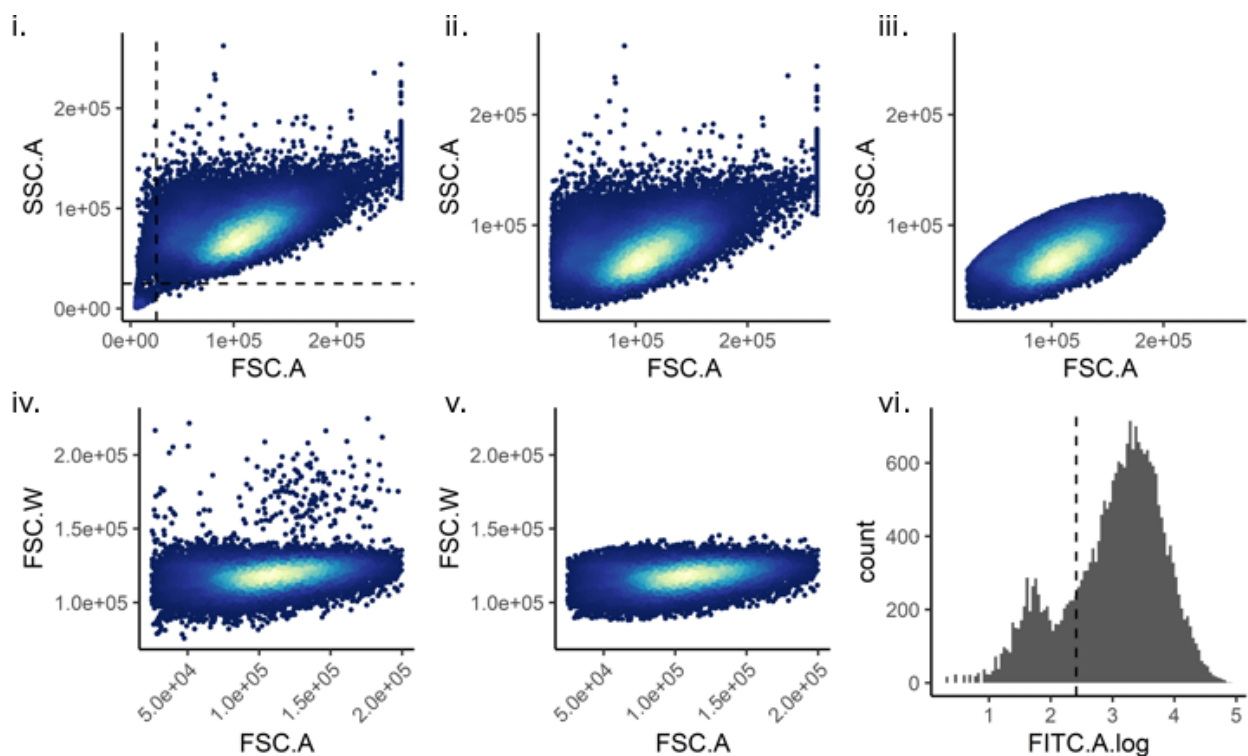 i.
SSC.A
2e+05
1e+05
0e+00
0e+00 1e+05 2e+05
FSC.A
ii.
SSC.A
2e+05
1e+05
1e+05 2e+05
FSC.A
iii.
SSC.A
2e+05
1e+05
1e+05 2e+05
FSC.A
iv.
FSC.W
2.0e+05
1.5e+05
1.0e+05
5.0e+04 1.0e+05 1.5e+05 2.0e+05
FSC.A
v.
FSC.W
2.0e+05
1.5e+05
1.0e+05
5.0e+04 1.0e+05 1.5e+05 2.0e+05
FSC.A
vi.
count
600
400
200
0
1 2 3 4 5
FITC.A.log